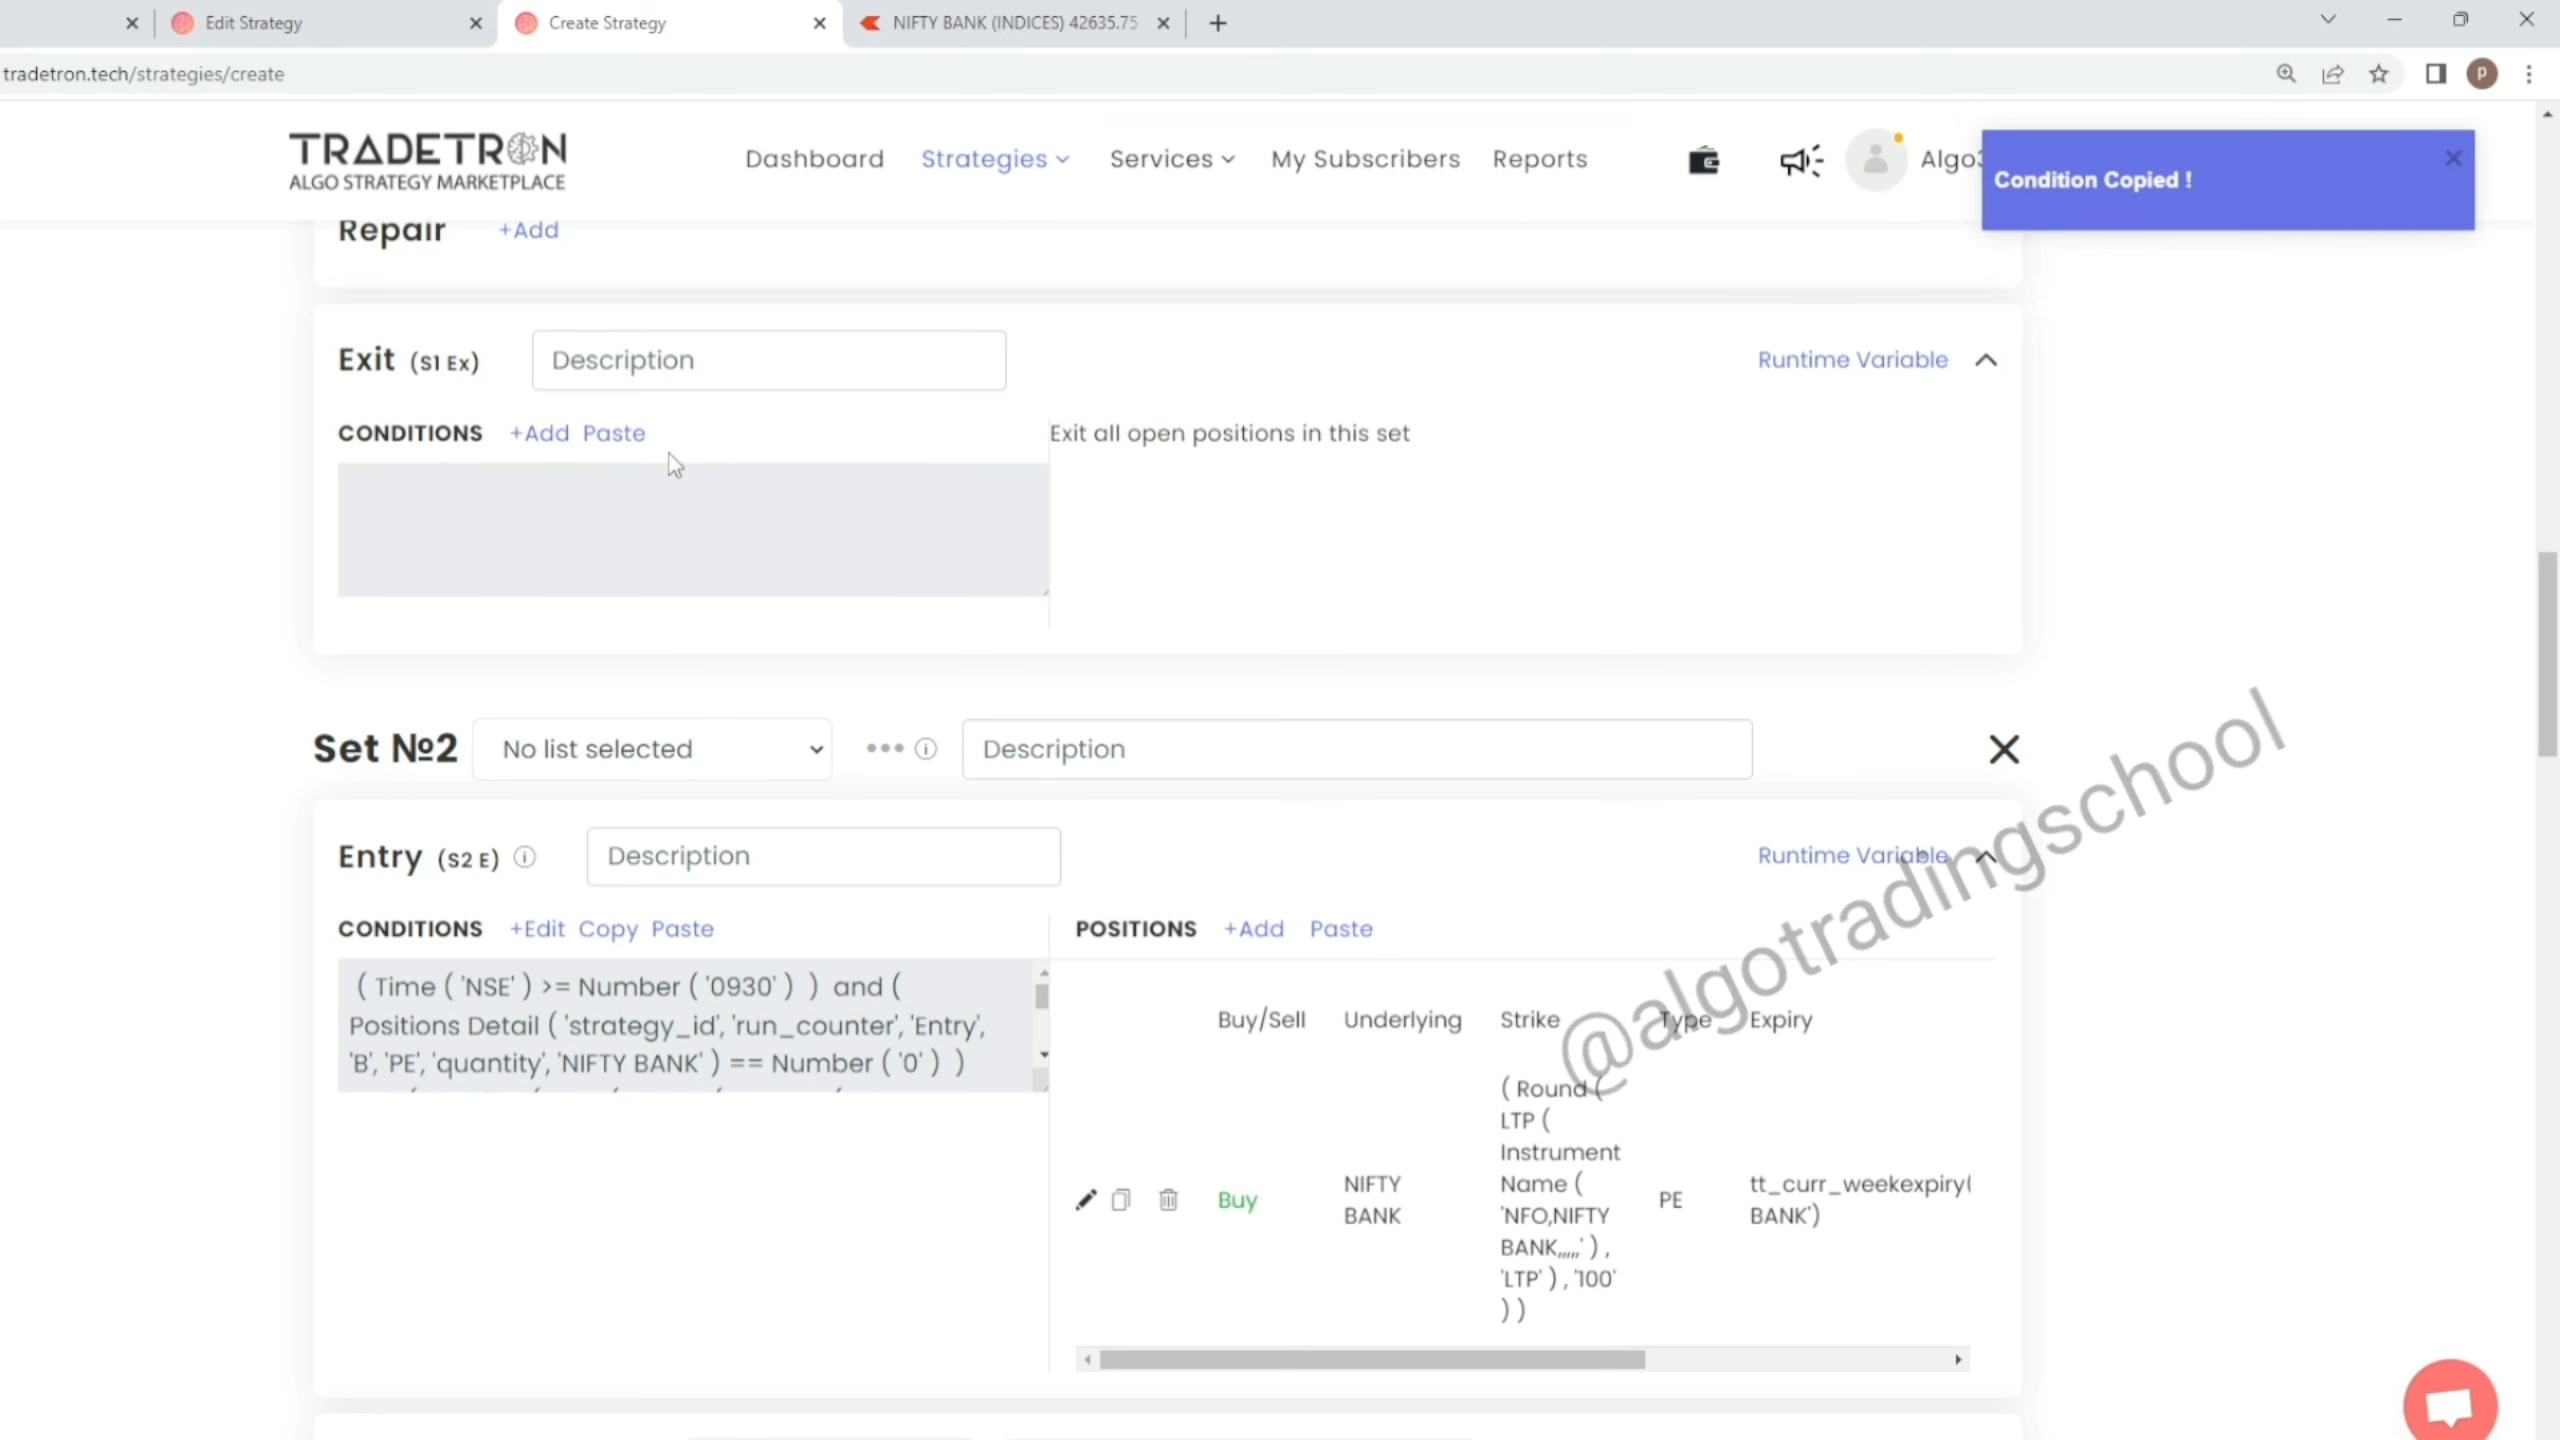 Edit Strategy
Create Strategy
NIFTY BANK (INDICES) 42635.75
tradetron.tech/strategies/create
p
TRADETRON
ALGO STRATEGY MARKETPLACE
Dashboard
Strategies
Services
My Subscribers
Reports
Condition Copied !
Repair
+Add
Exit (S1 Ex)
Description
Runtime Variable
CONDITIONS
+Add Paste
Exit all open positions in this set
Set №2
No list selected
Description
Entry (S2 E)
Description
Runtime Variable
CONDITIONS
+Edit Copy Paste
POSITIONS
+Add Paste
( Time ( 'NSE' ) >= Number ( '0930' ) ) and (
Positions Detail ( 'strategy_id', 'run_counter', 'Entry',
'B', 'PE', 'quantity', 'NIFTY BANK' ) == Number ( '0' ) )
Buy/Sell
Underlying
Strike
Type
Expiry
Buy
NIFTY
BANK
( Round (
LTP (
Instrument
Name (
'NFO,NIFTY
BANK,,,,,' ) ,
'LTP' ) , '100'
) )
PE
tt_curr_weekexpiry(
BANK')
@algotradingschool